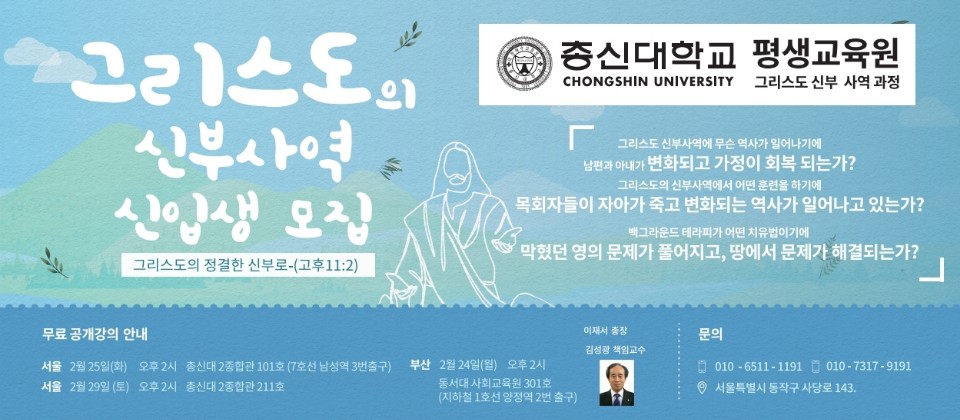 그리스도의
신부사역
신입생 모집
그리스도의 정결한 신부로-(고후11:2)
총신대학교 평생교육원
CHONGSHIN UNIVERSITY 그리스도 신부 사역 과정
그리스도 신부사역에 무슨 역사가 일어나기에
남편과 아내가 변화되고 가정이 회복 되는가?
그리스도의 신부사역에서 어떤 훈련을 하기에
목회자들이 자아가 죽고 변화되는 역사가 일어나고 있는가?
백그라운드 테라피가 어떤 치유법이기에
막혔던 영의 문제가 풀어지고, 땅에서 문제가 해결되는가?
무료 공개강의 안내
서울 2월 25일(화) 오후 2시 총신대 2종합관 101호 (7호선 남성역 3번출구)
서울 2월 29일 (토) 오후 2시 총신대 2종합관 211호
부산 2월 24일(월) 오후 2시
동서대 사회교육원 301호
(지하철 1호선 양정역 2번 출구)
이재서 총장
김성광 책임교수
문의
010 - 6511 - 1191 010 - 7317 - 9191
서울특별시 동작구 사당로 143.